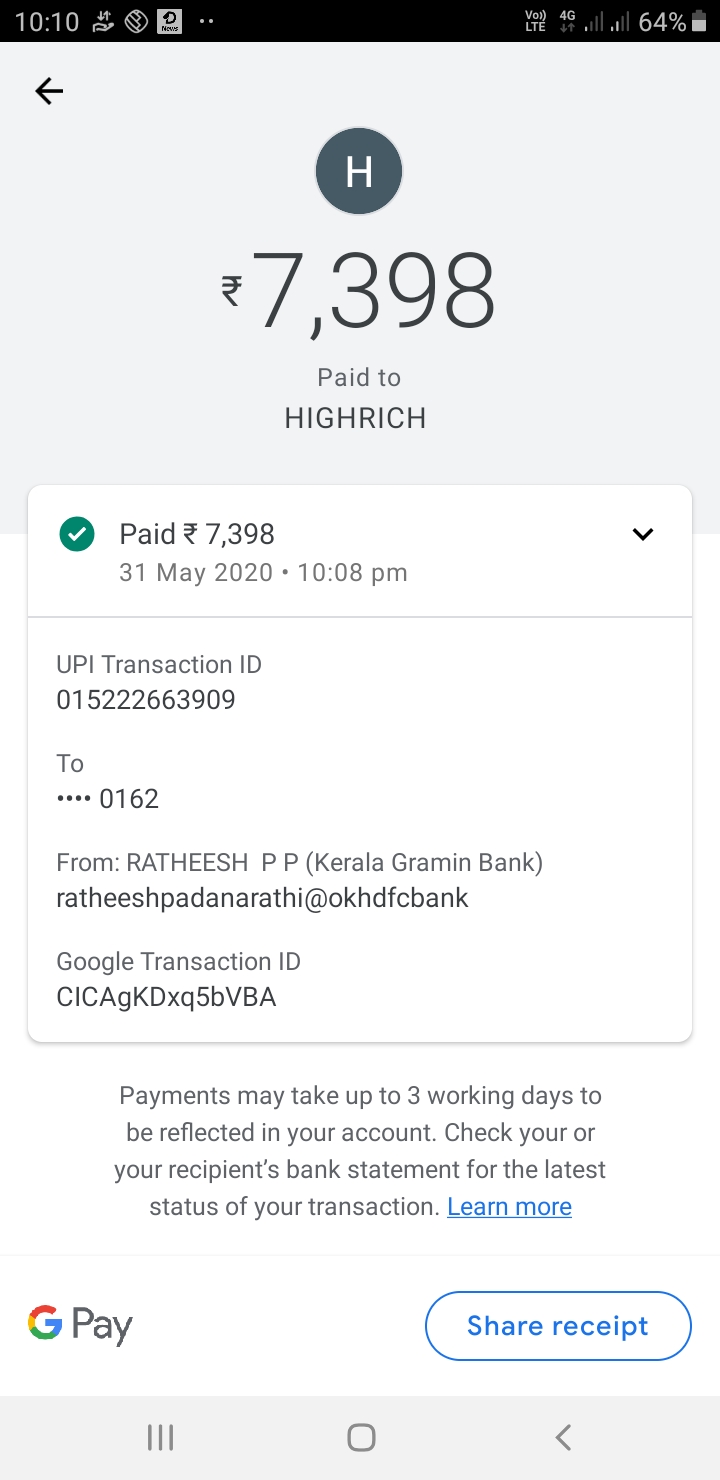 10:10 News Vo)) LTE 4G 64%
H
₹7,398
Paid to
HIGHRICH
Paid ₹ 7,398
31 May 2020 • 10:08 pm
UPI Transaction ID
015222663909
To
•••• 0162
From: RATHEESH  P P (Kerala Gramin Bank)
ratheeshpadanarathi@okhdfcbank
Google Transaction ID
CICAgKDxq5bVBA
Payments may take up to 3 working days to
be reflected in your account. Check your or
your recipient’s bank statement for the latest
status of your transaction. Learn more
G Pay
Share receipt